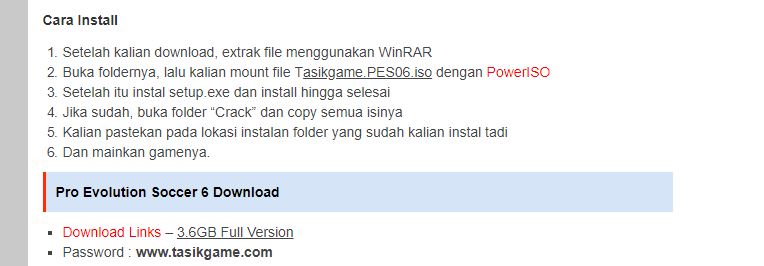 Cara Install
1. Setelah kalian download, extrak file menggunakan WinRAR
2. Buka foldernya, lalu kalian mount file Tasikgame.PES06.iso dengan PowerISO
3. Setelah itu instal setup.exe dan install hingga selesai
4. Jika sudah, buka folder “Crack” dan copy semua isinya
5. Kalian pastekan pada lokasi instalan folder yang sudah kalian instal tadi
6. Dan mainkan gamenya.
Pro Evolution Soccer 6 Download
▪ Download Links – 3.6GB Full Version
▪ Password : www.tasikgame.com